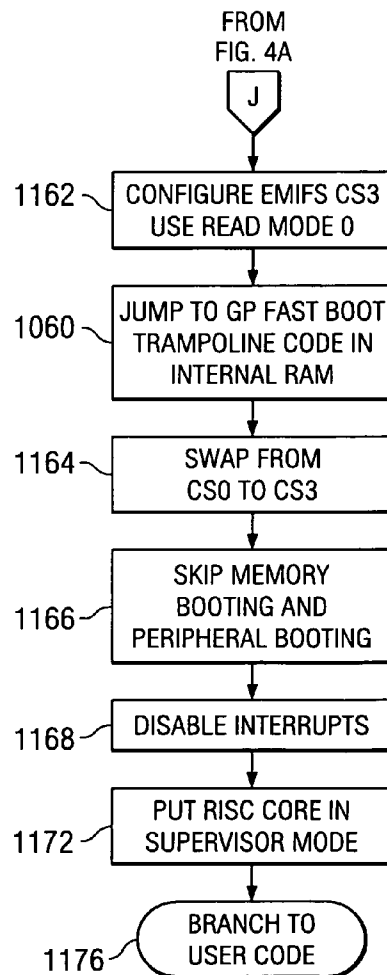 FROM
FIG. 4A
J
1162
CONFIGURE EMIFS CS3
USE READ MODE 0
1060
JUMP TO GP FAST BOOT
TRAMPOLINE CODE IN
INTERNAL RAM
1164
SWAP FROM
CS0 TO CS3
1166
SKIP MEMORY
BOOTING AND
PERIPHERAL BOOTING
1168
DISABLE INTERRUPTS
1172
PUT RISC CORE IN
SUPERVISOR MODE
1176
BRANCH TO
USER CODE